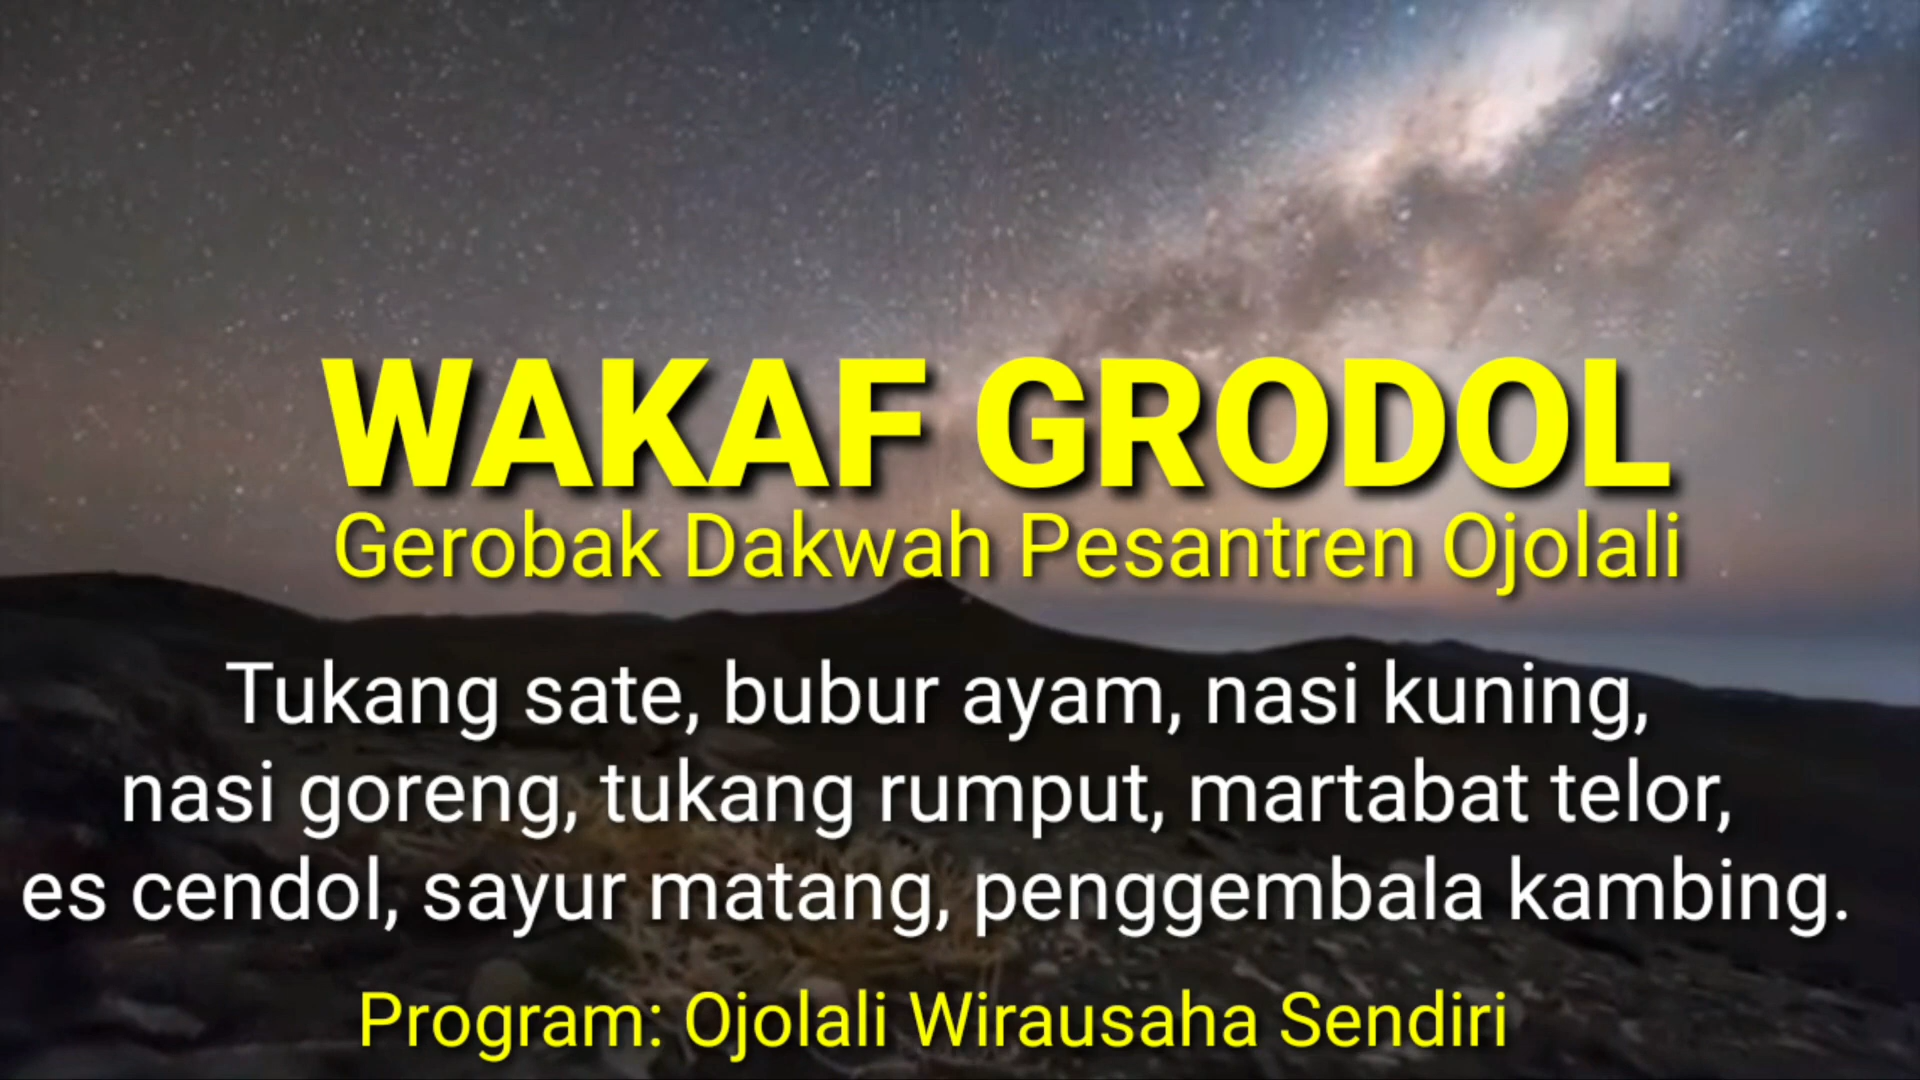 WAKAF GRODOL
Gerobak Dakwah Pesantren Ojolali
Tukang sate, bubur ayam, nasi kuning,
nasi goreng, tukang rumput, martabat telor,
es cendol, sayur matang, penggembala kambing.
Program: Ojolali Wirausaha Sendiri